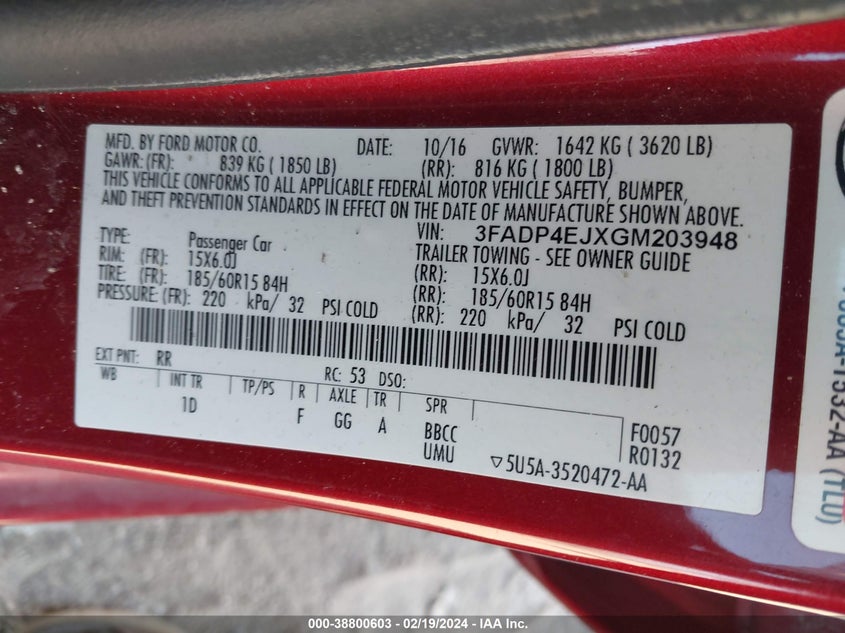 MFD. BY FORD MOTOR CO. DATE: 10/16 GVWR: 1642 KG ( 3620 LB)
GAWR: (FR): 839 KG ( 1850 LB) (RR): 816 KG ( 1800 LB)
THIS VEHICLE CONFORMS TO ALL APPLICABLE FEDERAL MOTOR VEHICLE SAFETY, BUMPER,
AND THEFT PREVENTION STANDARDS IN EFFECT ON THE DATE OF MANUFACTURE SHOWN ABOVE.
VIN: 3FADP4EJXGM203948
TYPE: Passenger Car TRAILER TOWING - SEE OWNER GUIDE
RIM: (FR): 15X6.0J (RR): 15X6.0J
TIRE: (FR): 185/60R15 84H (RR): 185/60R15 84H
PRESSURE: (FR): 220 kPa/ 32 PSI COLD (RR): 220 kPa/ 32 PSI COLD
EXT PNT: RR RC: 53 DSO:
WB INT TR TP/PS R AXLE TR SPR
1D F GG A BBCC F0057
UMU R0132
▽5U5A-3520472-AA
-1532-AA (TLU)
000-38800603 - 02/19/2024 - IAA Inc.